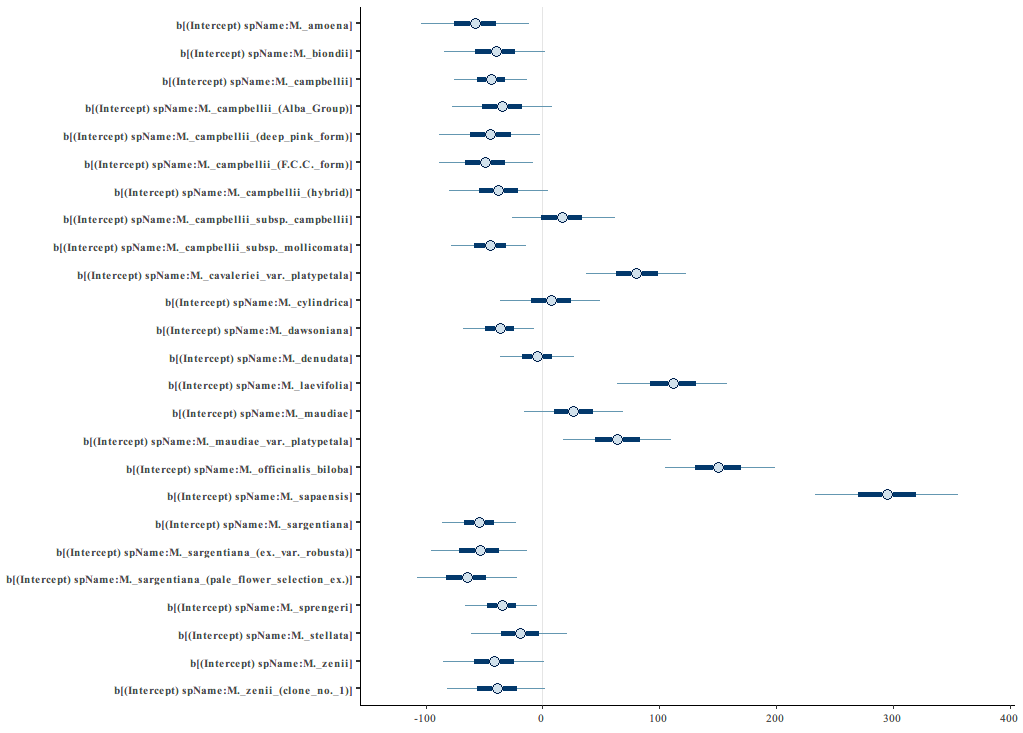 b[(Intercept) spName:M._amoena]
b[(Intercept) spName:M._biondii]
b[(Intercept) spName:M._campbellii]
b[(Intercept) spName:M._campbellii_(Alba_Group)]
b[(Intercept) spName:M._campbellii_(deep_pink_form)]
b[(Intercept) spName:M._campbellii_(F.C.C._form)]
b[(Intercept) spName:M._campbellii_(hybrid)]
b[(Intercept) spName:M._campbellii_subsp._campbellii]
b[(Intercept) spName:M._campbellii_subsp._mollicomata]
b[(Intercept) spName:M._cavaleriei_var._platypetala]
b[(Intercept) spName:M._cylindrica]
b[(Intercept) spName:M._dawsoniana]
b[(Intercept) spName:M._denudata]
b[(Intercept) spName:M._laevifolia]
b[(Intercept) spName:M._maudiae]
b[(Intercept) spName:M._maudiae_var._platypetala]
b[(Intercept) spName:M._officinalis_biloba]
b[(Intercept) spName:M._sapaensis]
b[(Intercept) spName:M._sargentiana]
b[(Intercept) spName:M._sargentiana_(ex._var._robusta)]
b[(Intercept) spName:M._sargentiana_(pale_flower_selection_ex.)]
b[(Intercept) spName:M._sprengeri]
b[(Intercept) spName:M._stellata]
b[(Intercept) spName:M._zenii]
b[(Intercept) spName:M._zenii_(clone_no._1)]
-100 0 100 200 300 400